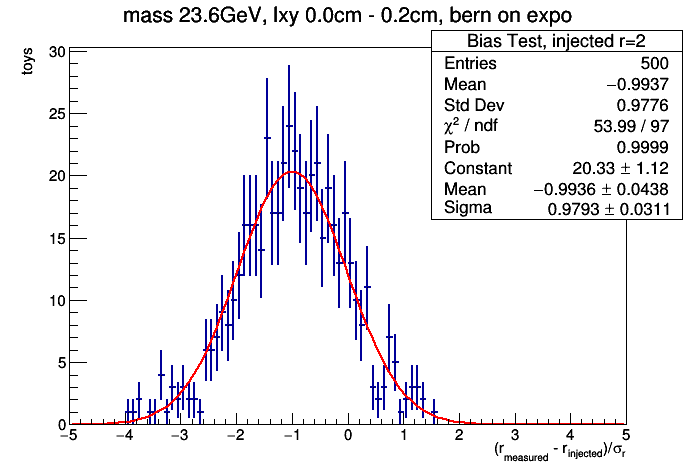 mass 23.6GeV, lxy 0.0cm - 0.2cm, bern on expo
Bias Test, injected r=2
Entries 500
Mean −0.9937
Std Dev 0.9776
χ² / ndf 53.99 / 97
Prob 0.9999
Constant 20.33 ± 1.12
Mean −0.9936 ± 0.0438
Sigma 0.9793 ± 0.0311
toys
30
25
20
15
10
5
0
−5 −4 −3 −2 −1 0 1 2 3 4 5
(r_measured - r_injected)/σ_r